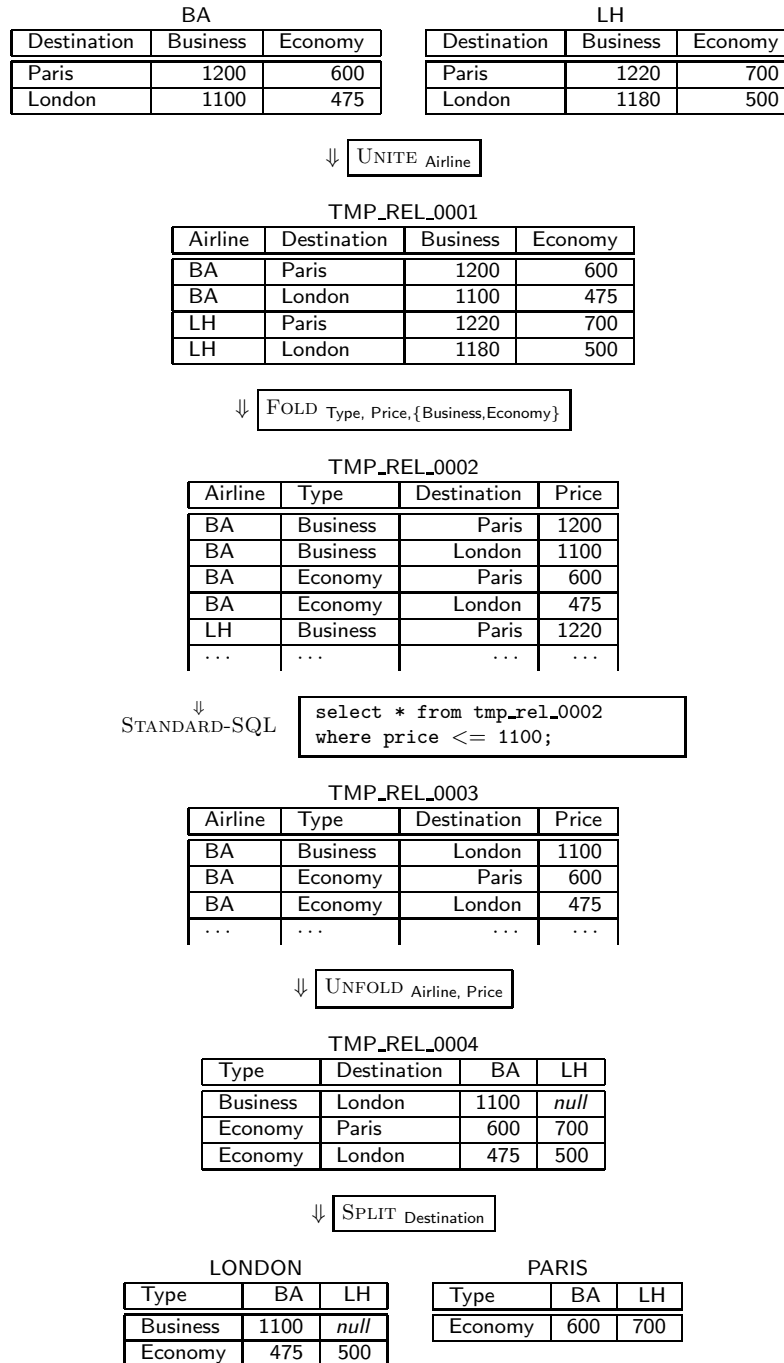 BA LH
Destination Business Economy Destination Business Economy
Paris 1200 600 Paris 1220 700
London 1100 475 London 1180 500
⇓ UNITE Airline
TMP_REL_0001
Airline Destination Business Economy
BA Paris 1200 600
BA London 1100 475
LH Paris 1220 700
LH London 1180 500
⇓ FOLD Type, Price,{Business,Economy}
TMP_REL_0002
Airline Type Destination Price
BA Business Paris 1200
BA Business London 1100
BA Economy Paris 600
BA Economy London 475
LH Business Paris 1220
. . . . . . . . . . . .
⇓
STANDARD-SQL
select * from tmp_rel_0002
where price <= 1100;
TMP_REL_0003
Airline Type Destination Price
BA Business London 1100
BA Economy Paris 600
BA Economy London 475
. . . . . . . . . . . .
⇓ UNFOLD Airline, Price
TMP_REL_0004
Type Destination BA LH
Business London 1100 null
Economy Paris 600 700
Economy London 475 500
⇓ SPLIT Destination
LONDON PARIS
Type BA LH Type BA LH
Business 1100 null Economy 600 700
Economy 475 500